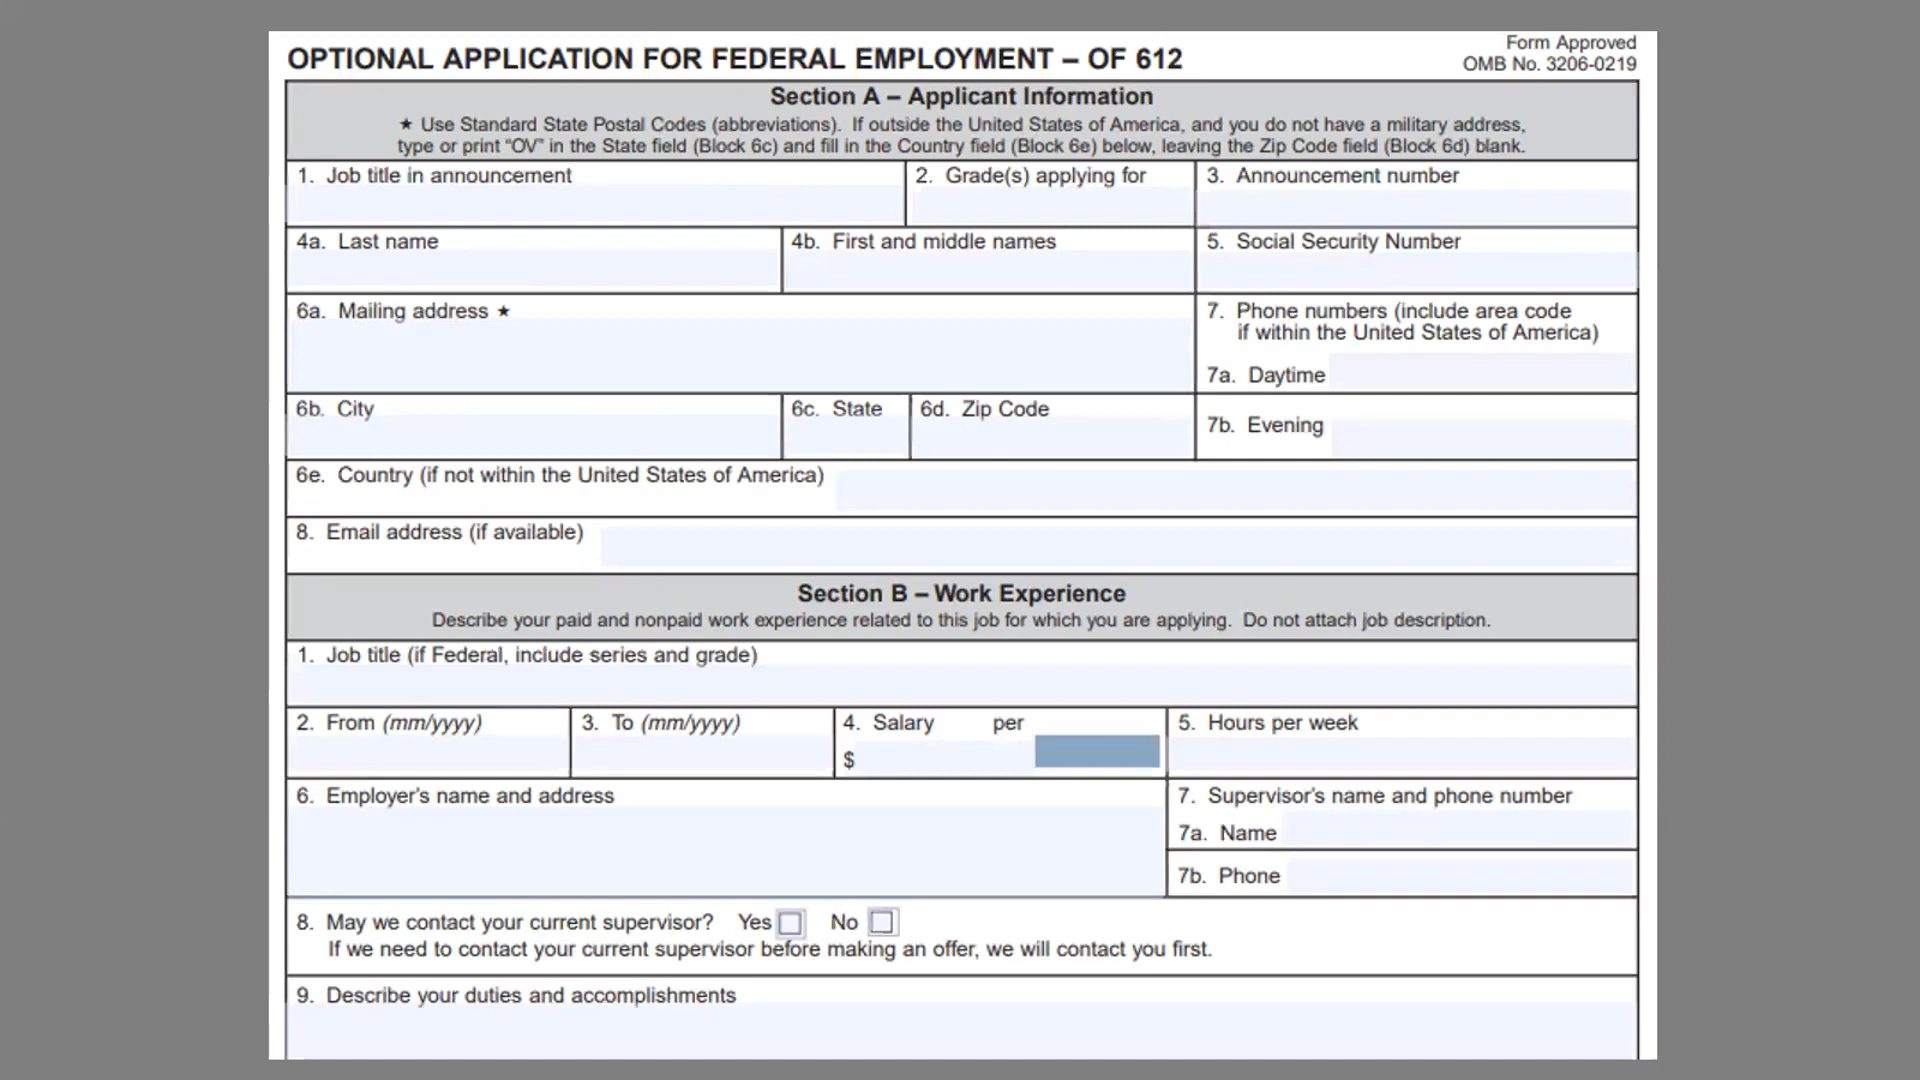 OPTIONAL APPLICATION FOR FEDERAL EMPLOYMENT – OF 612
Form Approved
OMB No. 3206-0219
Section A – Applicant Information
★ Use Standard State Postal Codes (abbreviations). If outside the United States of America, and you do not have a military address,
type or print “OV” in the State field (Block 6c) and fill in the Country field (Block 6e) below, leaving the Zip Code field (Block 6d) blank.
1. Job title in announcement
2. Grade(s) applying for
3. Announcement number
4a. Last name
4b. First and middle names
5. Social Security Number
6a. Mailing address ★
7. Phone numbers (include area code
if within the United States of America)
7a. Daytime
6b. City
6c. State
6d. Zip Code
7b. Evening
6e. Country (if not within the United States of America)
8. Email address (if available)
Section B – Work Experience
Describe your paid and nonpaid work experience related to this job for which you are applying. Do not attach job description.
1. Job title (if Federal, include series and grade)
2. From (mm/yyyy)
3. To (mm/yyyy)
4. Salary per
$
5. Hours per week
6. Employer’s name and address
7. Supervisor’s name and phone number
7a. Name
7b. Phone
8. May we contact your current supervisor? Yes No
If we need to contact your current supervisor before making an offer, we will contact you first.
9. Describe your duties and accomplishments